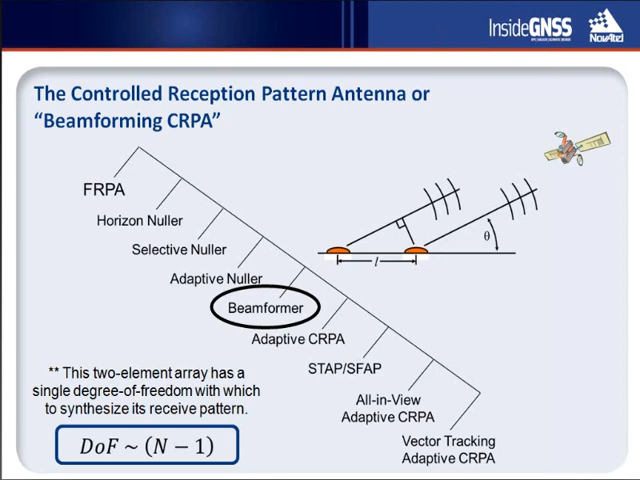 InsideGNSS
NovAtel
The Controlled Reception Pattern Antenna or
“Beamforming CRPA”
FRPA
Horizon Nuller
Selective Nuller
Adaptive Nuller
Beamformer
Adaptive CRPA
STAP/SFAP
All-in-View
Adaptive CRPA
Vector Tracking
Adaptive CRPA
θ
l
** This two-element array has a
single degree-of-freedom with which
to synthesize its receive pattern.
DoF ~ (N − 1)